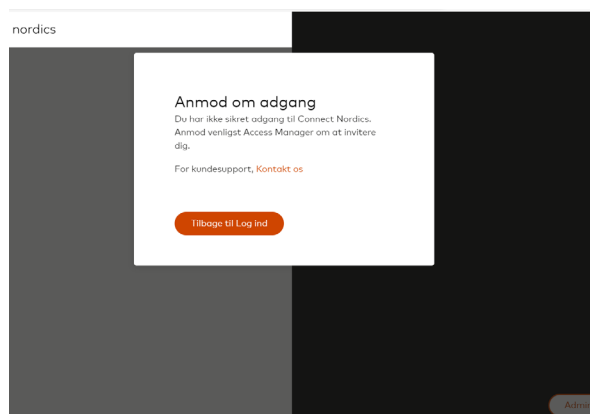 nordics
Anmod om adgang
Du har ikke sikret adgang til Connect Nordics.
Anmod venligst Access Manager om at invitere
dig.
For kundesupport, Kontakt os
Tilbage til Log ind